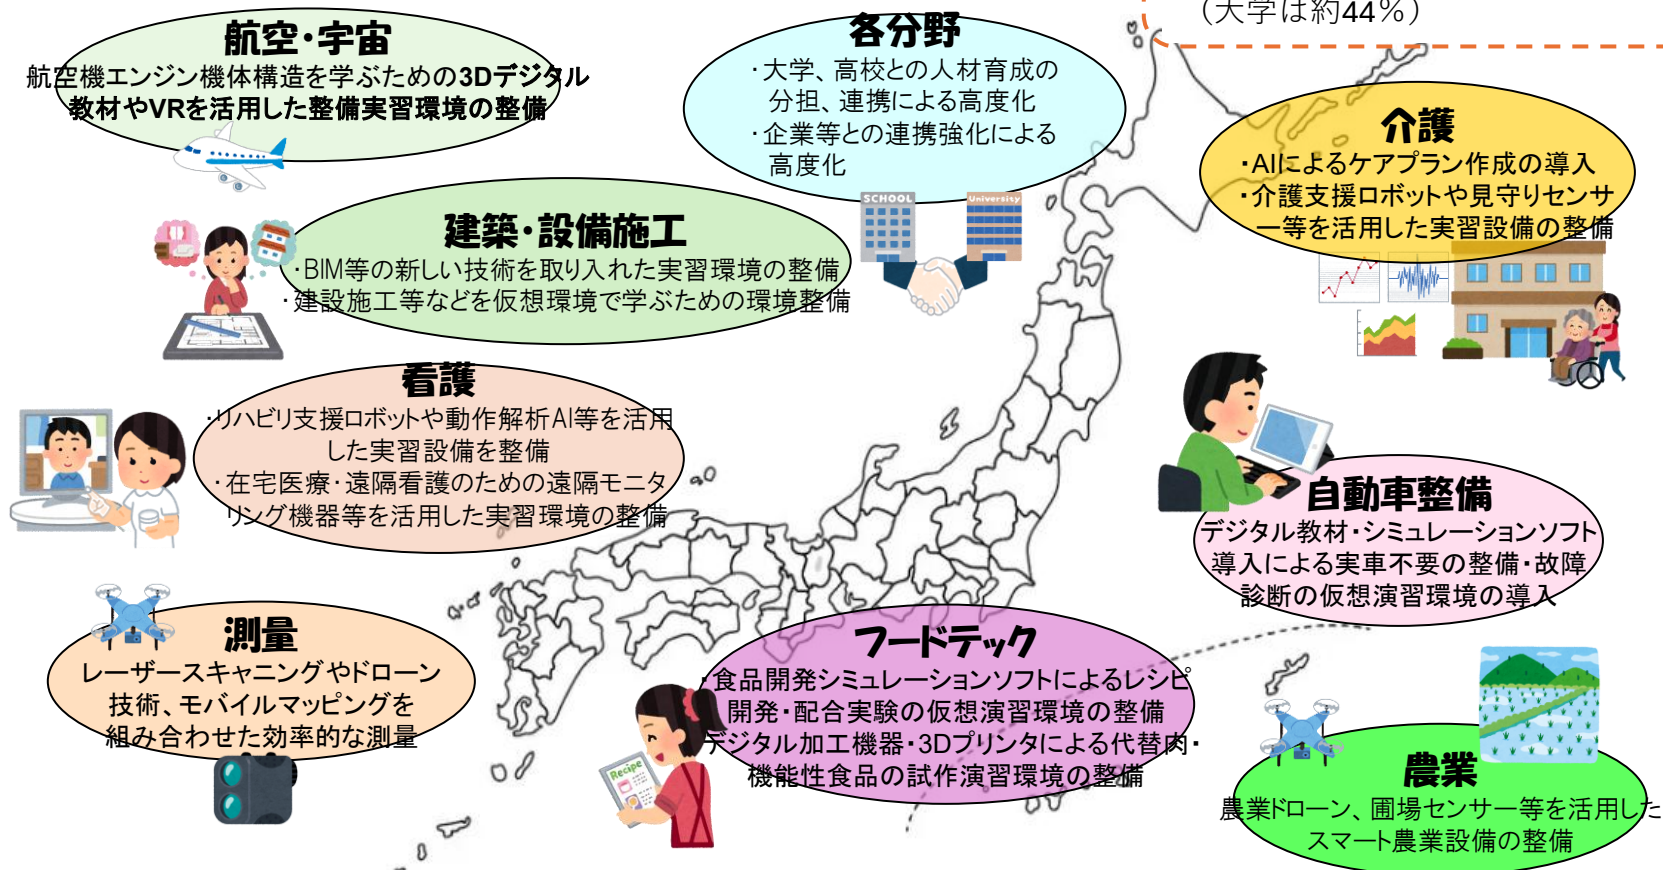 （大学は約44％）
航空・宇宙
航空機エンジン機体構造を学ぶための3Dデジタル
教材やVRを活用した整備実習環境の整備
各分野
・大学、高校との人材育成の
分担、連携による高度化
・企業等との連携強化による
高度化
SCHOOL
University
介護
・AIによるケアプラン作成の導入
・介護支援ロボットや見守りセンサ
ー等を活用した実習設備の整備
建築・設備施工
・BIM等の新しい技術を取り入れた実習環境の整備
・建設施工等などを仮想環境で学ぶための環境整備
看護
・リハビリ支援ロボットや動作解析AI等を活用
した実習設備を整備
・在宅医療・遠隔看護のための遠隔モニタ
リング機器等を活用した実習環境の整備
自動車整備
デジタル教材・シミュレーションソフト
導入による実車不要の整備・故障
診断の仮想演習環境の導入
測量
レーザースキャニングやドローン
技術、モバイルマッピングを
組み合わせた効率的な測量
フードテック
・食品開発シミュレーションソフトによるレシピ
開発・配合実験の仮想演習環境の整備
デジタル加工機器・3Dプリンタによる代替肉・
機能性食品の試作演習環境の整備
Recipe
農業
農業ドローン、圃場センサー等を活用した
スマート農業設備の整備